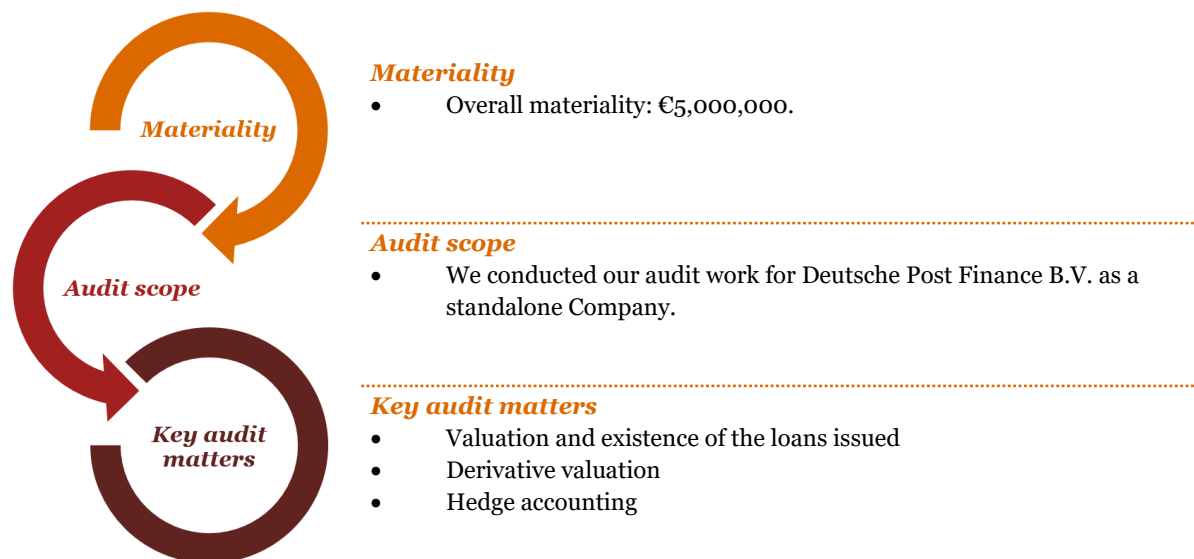 Materiality
Materiality
• Overall materiality: €5,000,000.
Audit scope
Audit scope
• We conducted our audit work for Deutsche Post Finance B.V. as a
standalone Company.
Key audit
matters
Key audit matters
• Valuation and existence of the loans issued
• Derivative valuation
• Hedge accounting